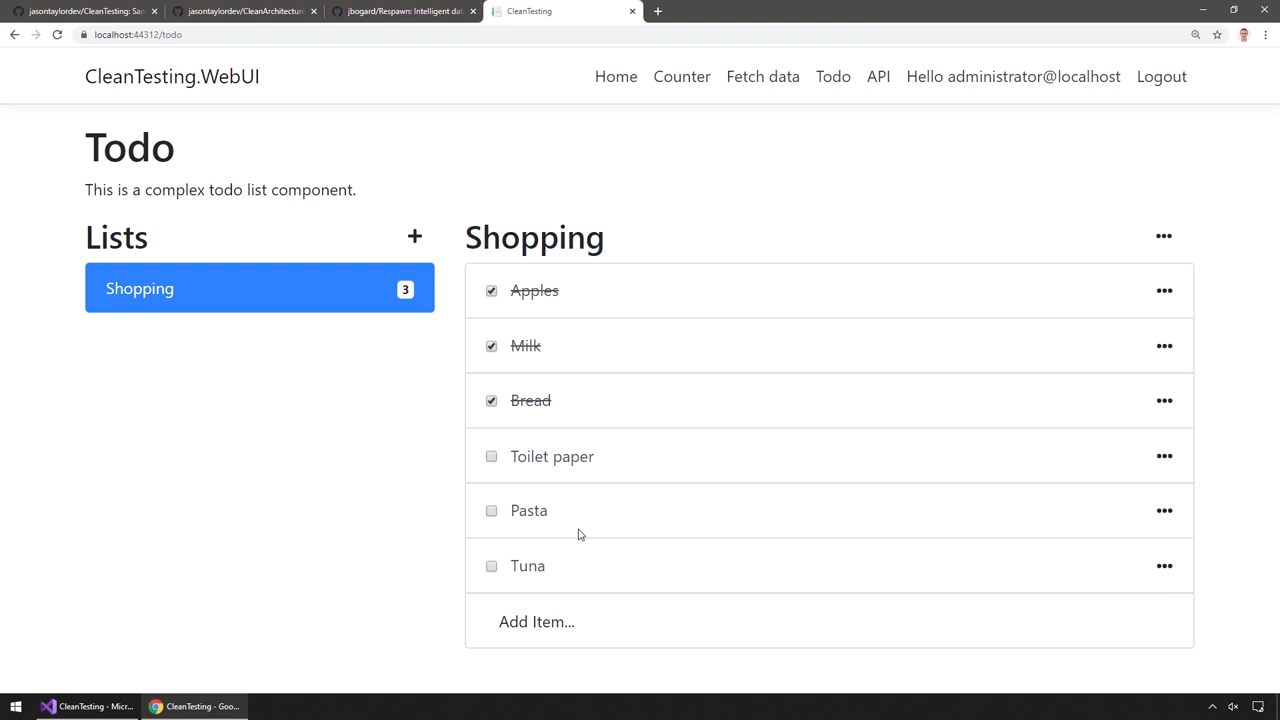 jasontaylordev/CleanTesting: Sam
jasontaylordev/CleanArchitecture
jbogard/Respawn: Intelligent dat
CleanTesting
localhost:44312/todo
CleanTesting.WebUI
Home
Counter
Fetch data
Todo
API
Hello administrator@localhost
Logout
Todo
This is a complex todo list component.
Lists
Shopping
3
Shopping
Apples
Milk
Bread
Toilet paper
Pasta
Tuna
Add Item...
CleanTesting - Micr...
CleanTesting - Goo...